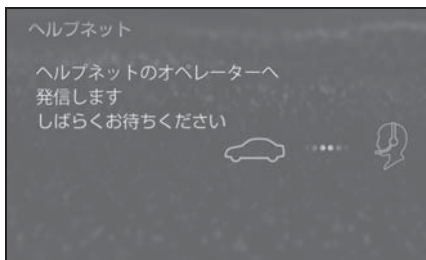 ヘルプネット
ヘルプネットのオペレーターへ
発信します
しばらくお待ちください